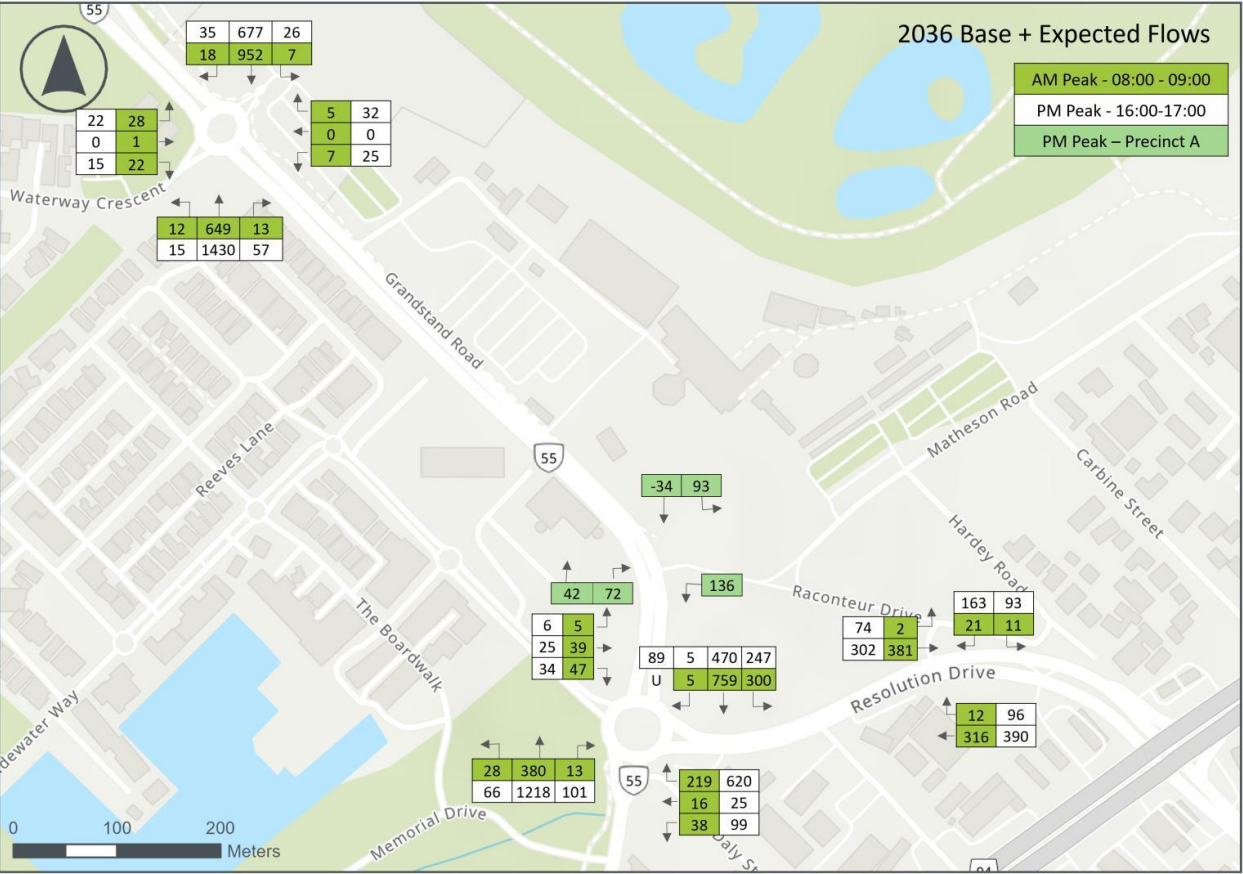 55
2036 Base + Expected Flows
AM Peak - 08:00 - 09:00
PM Peak - 16:00-17:00
PM Peak – Precinct A
35 677 26
18 952 7
22 28
0 1
15 22
5 32
0 0
7 25
Waterway Crescent
12 649 13
15 1430 57
Grandstand Road
Reeves Lane
55
Matheson Road
Carbine Street
Hardey Road
-34 93
42 72
136
Raconteur Drive
The Boardwalk
6 5
25 39
34 47
89 5 470 247
U 5 759 300
74 2
302 381
163 93
21 11
Resolution Drive
12 96
316 390
dewater Way
28 380 13
66 1218 101
55
219 620
16 25
38 99
Memorial Drive
Daly St
0 100 200
Meters